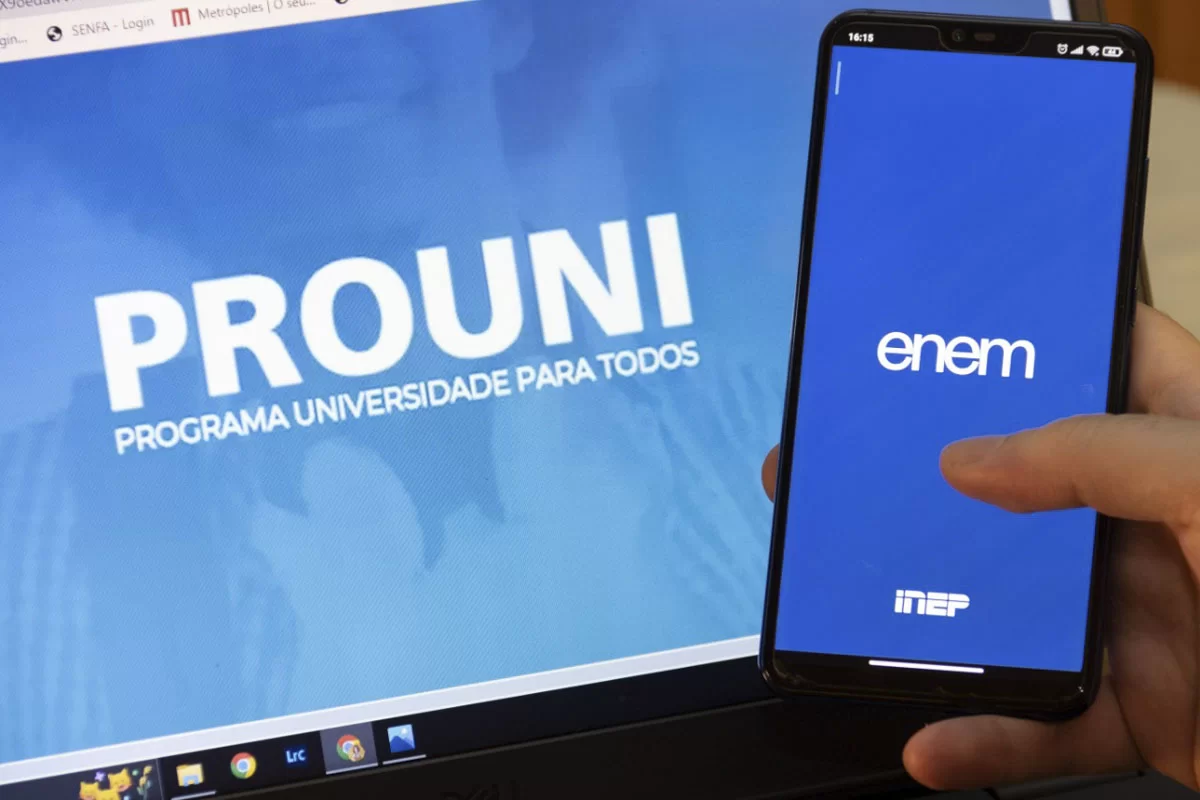 SENFA - Login
Metrópoles | O seu...
PROUNI
PROGRAMA UNIVERSIDADE PARA TODOS
Lrc
16:15
enem
inep